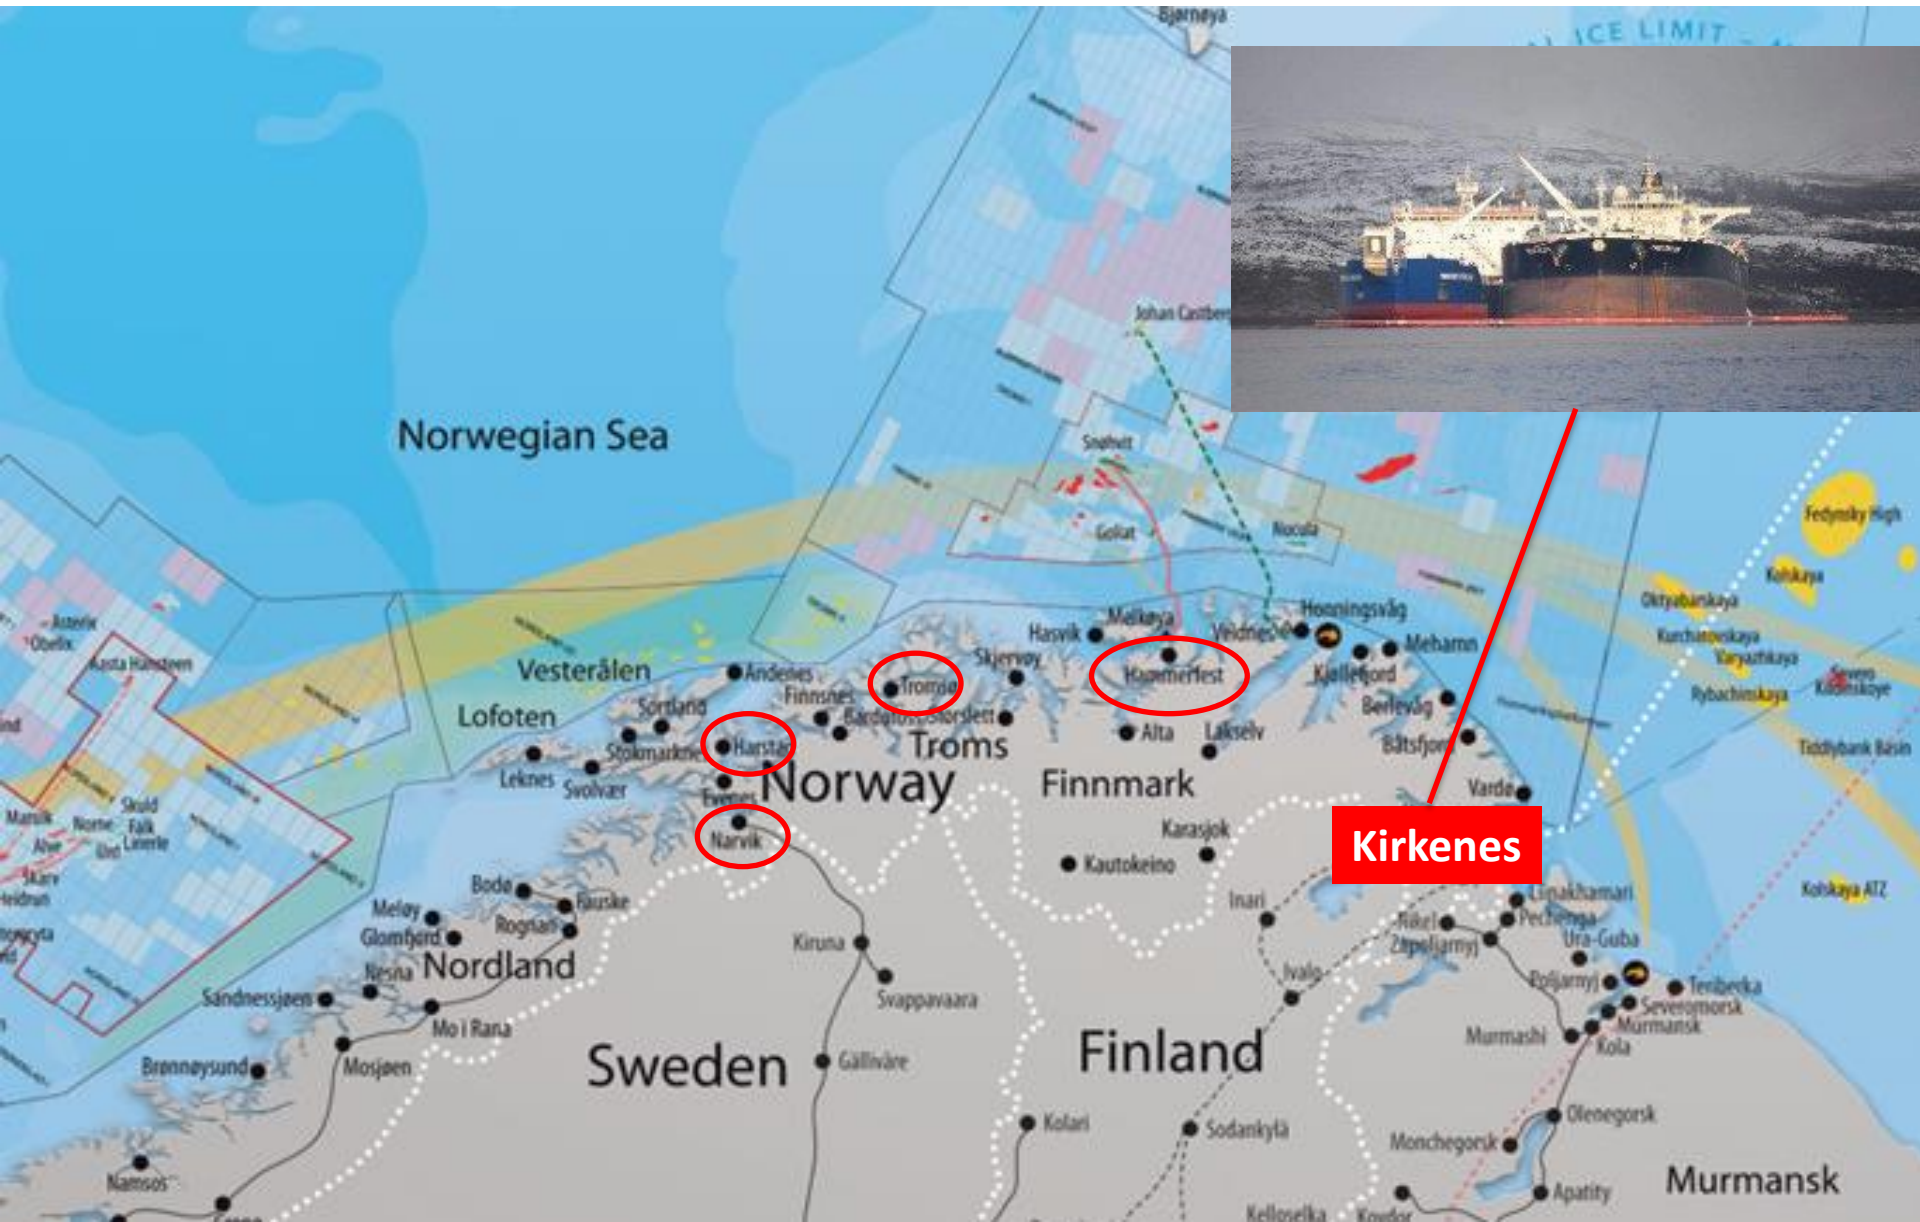 Bjørnøya
ICE LIMIT
Johan Castber
Norwegian Sea
Snøhvit
Goliat
Nucula
Fedynsky High
Kolskaya
Oktyabarskaya
Kurchatovskaya
Varyazhskaya
Rybachinskaya
Severo
Kildinskoye
Tiddlybank Basin
Kolskaya ATZ
Asterix
Obelix
Aasta Hansteen
Vesterålen
Lofoten
Andenes
Sortland
Stokmarknes
Harstad
Leknes
Svolvær
Evenes
Narvik
Finnsnes
Tromsø
Bardufoss
Storslett
Skjervøy
Troms
Norway
Hasvik
Melkøya
Hammerfest
Veidnes
Honningsvåg
Mehamn
Kjøllefjord
Berlevåg
Båtsfjord
Vardø
Alta
Lakselv
Finnmark
Karasjok
Kautokeino
Kirkenes
Marulk
Norne
Alve
Urd
Skuld
Falk
Linerle
Skarv
Heidrun
Bodø
Fauske
Rognan
Meløy
Glomfjord
Nesna
Nordland
Sandnessjøen
Mo i Rana
Mosjøen
Brønnøysund
Namsos
Kiruna
Svappavaara
Gällivare
Sweden
Finland
Inari
Ivalo
Kolari
Sodankylä
Kelloselka
Kovdor
Liinakhamari
Nikel
Pechenga
Zapoljarnyj
Ura-Guba
Poljarnyj
Teriberka
Severomorsk
Murmansk
Murmashi
Kola
Olenegorsk
Monchegorsk
Apatity
Murmansk